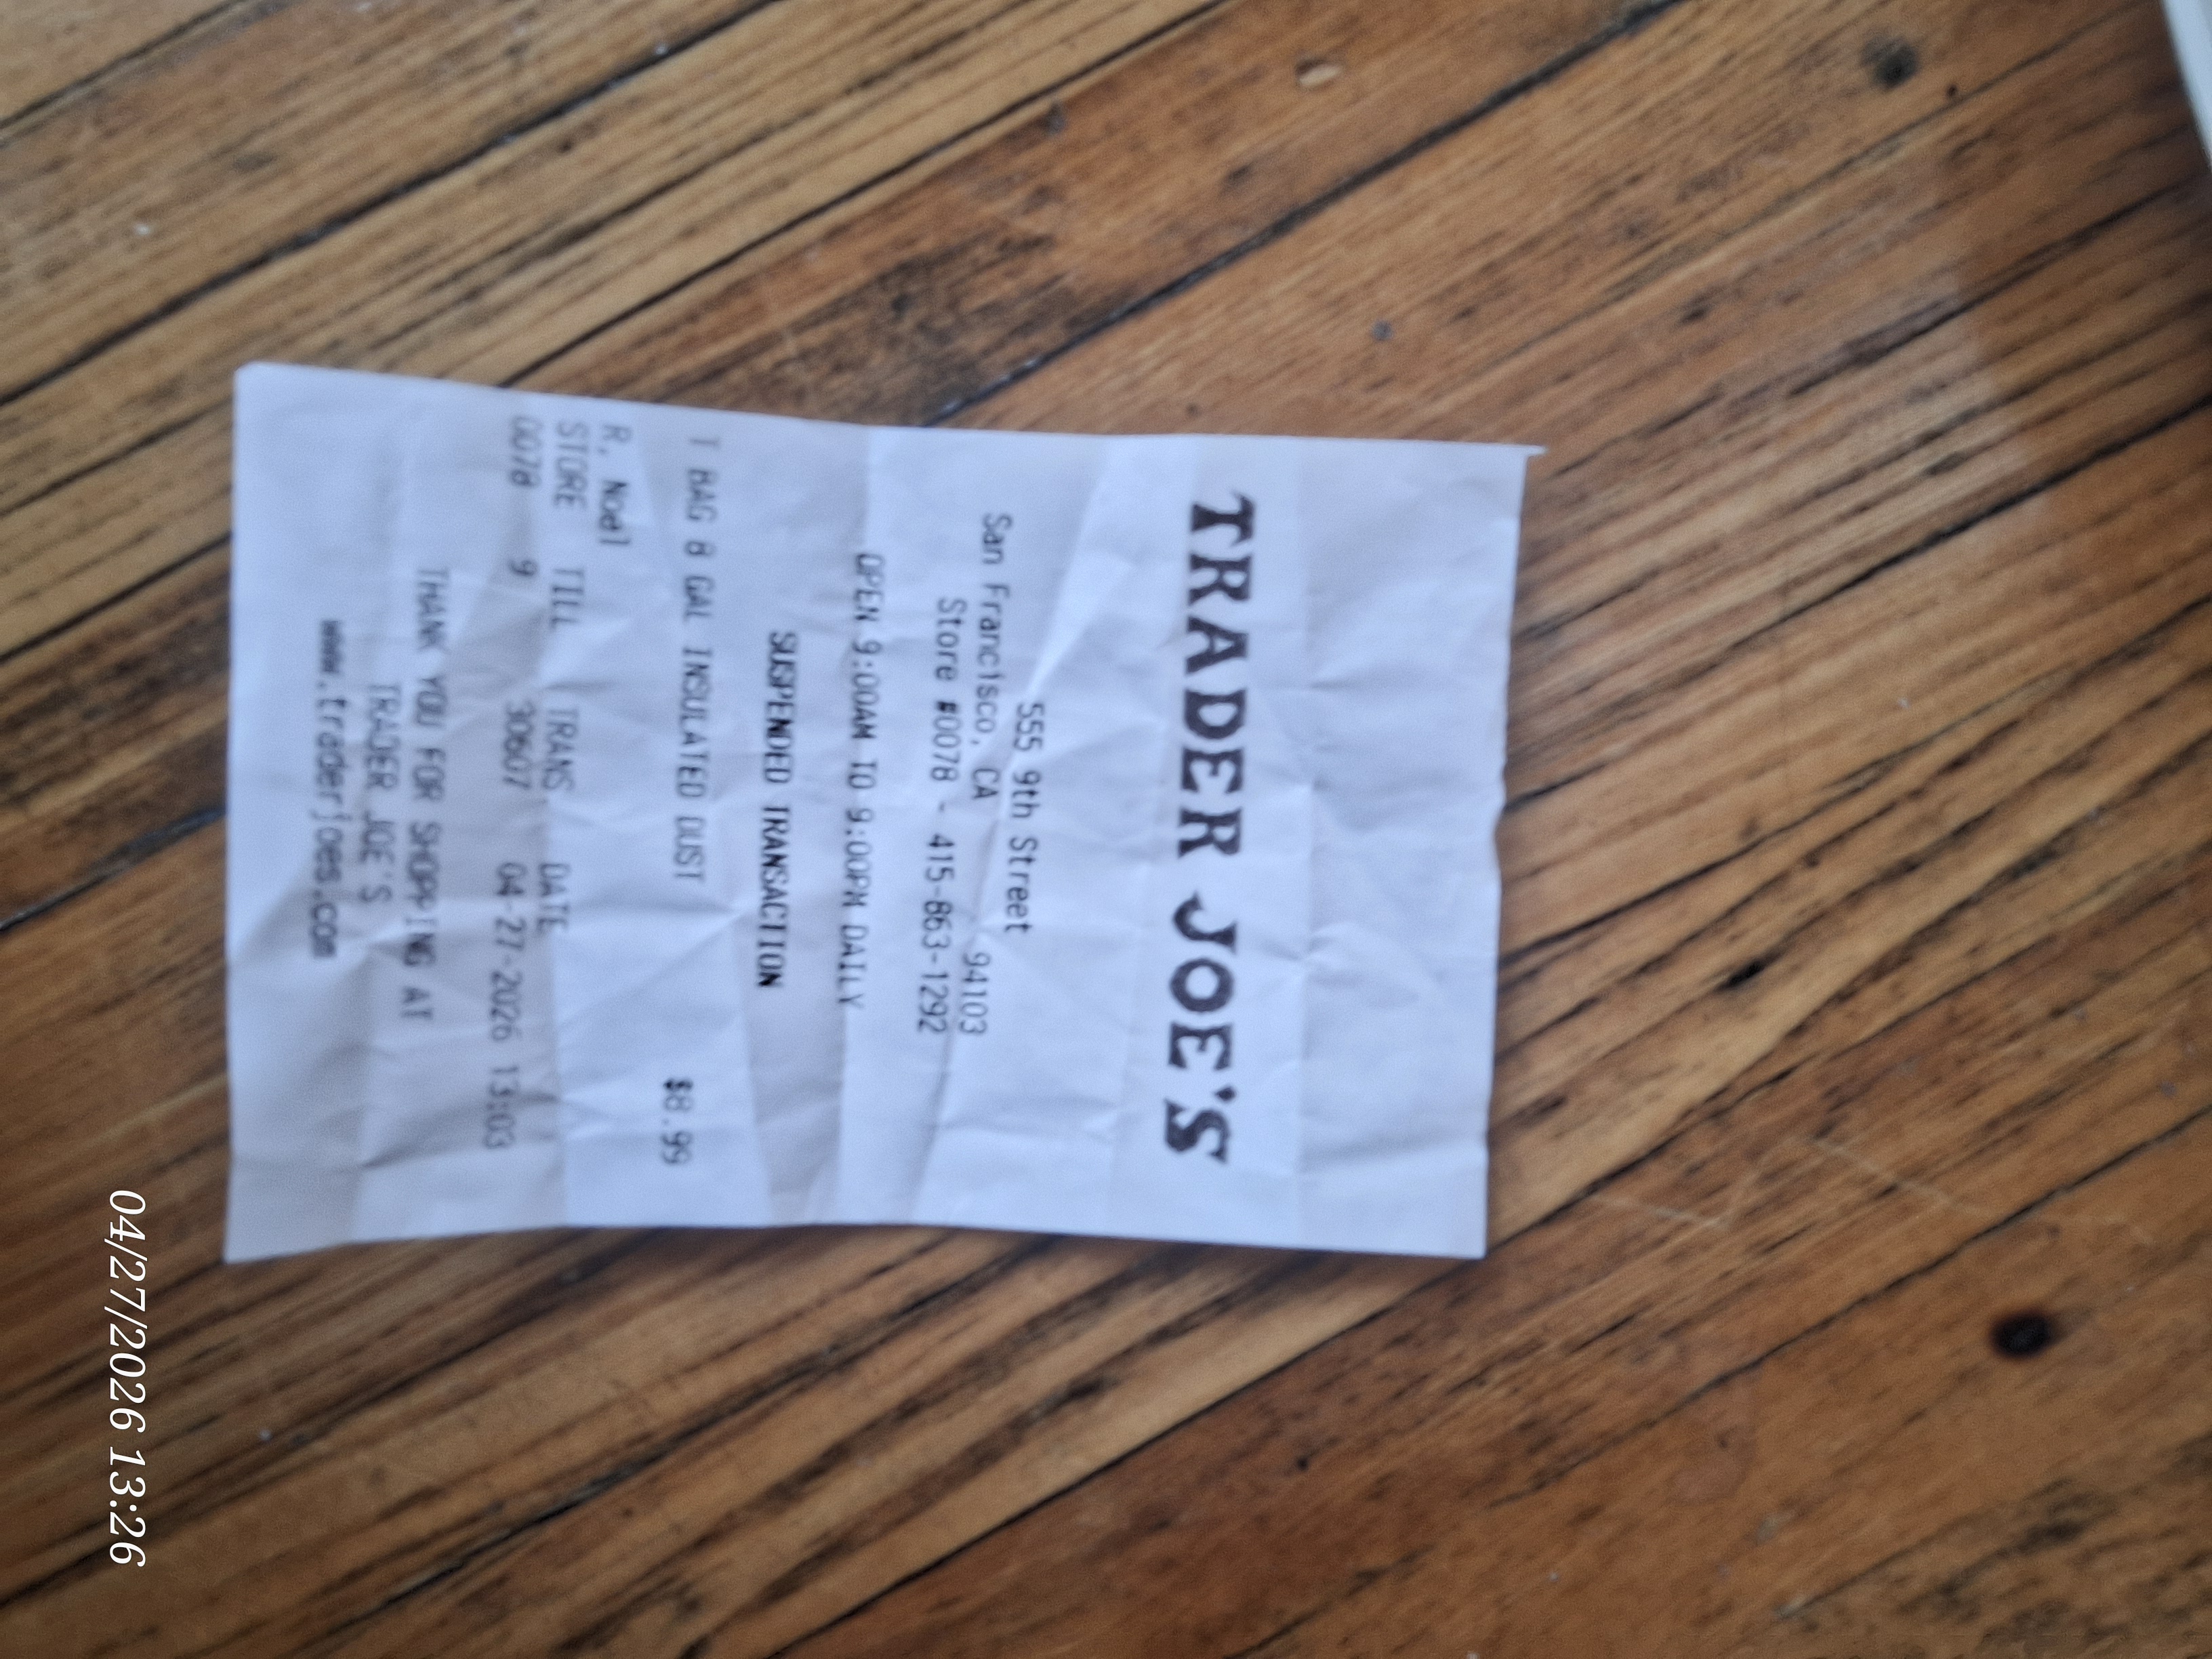 TRADER JOE'S
555 9th Street
San Francisco, CA 94103
Store #0078 - 415-863-1292
OPEN 9:00AM TO 9:00PM DAILY
SUSPENDED TRANSACTION
T BAG 8 GAL INSULATED DUST $8.99
R, Noel
STORE TILL TRANS DATE
0078 9 30607 04-27-2026 13:03
THANK YOU FOR SHOPPING AT
TRADER JOE'S
www.traderjoes.com
04/27/2026 13:26